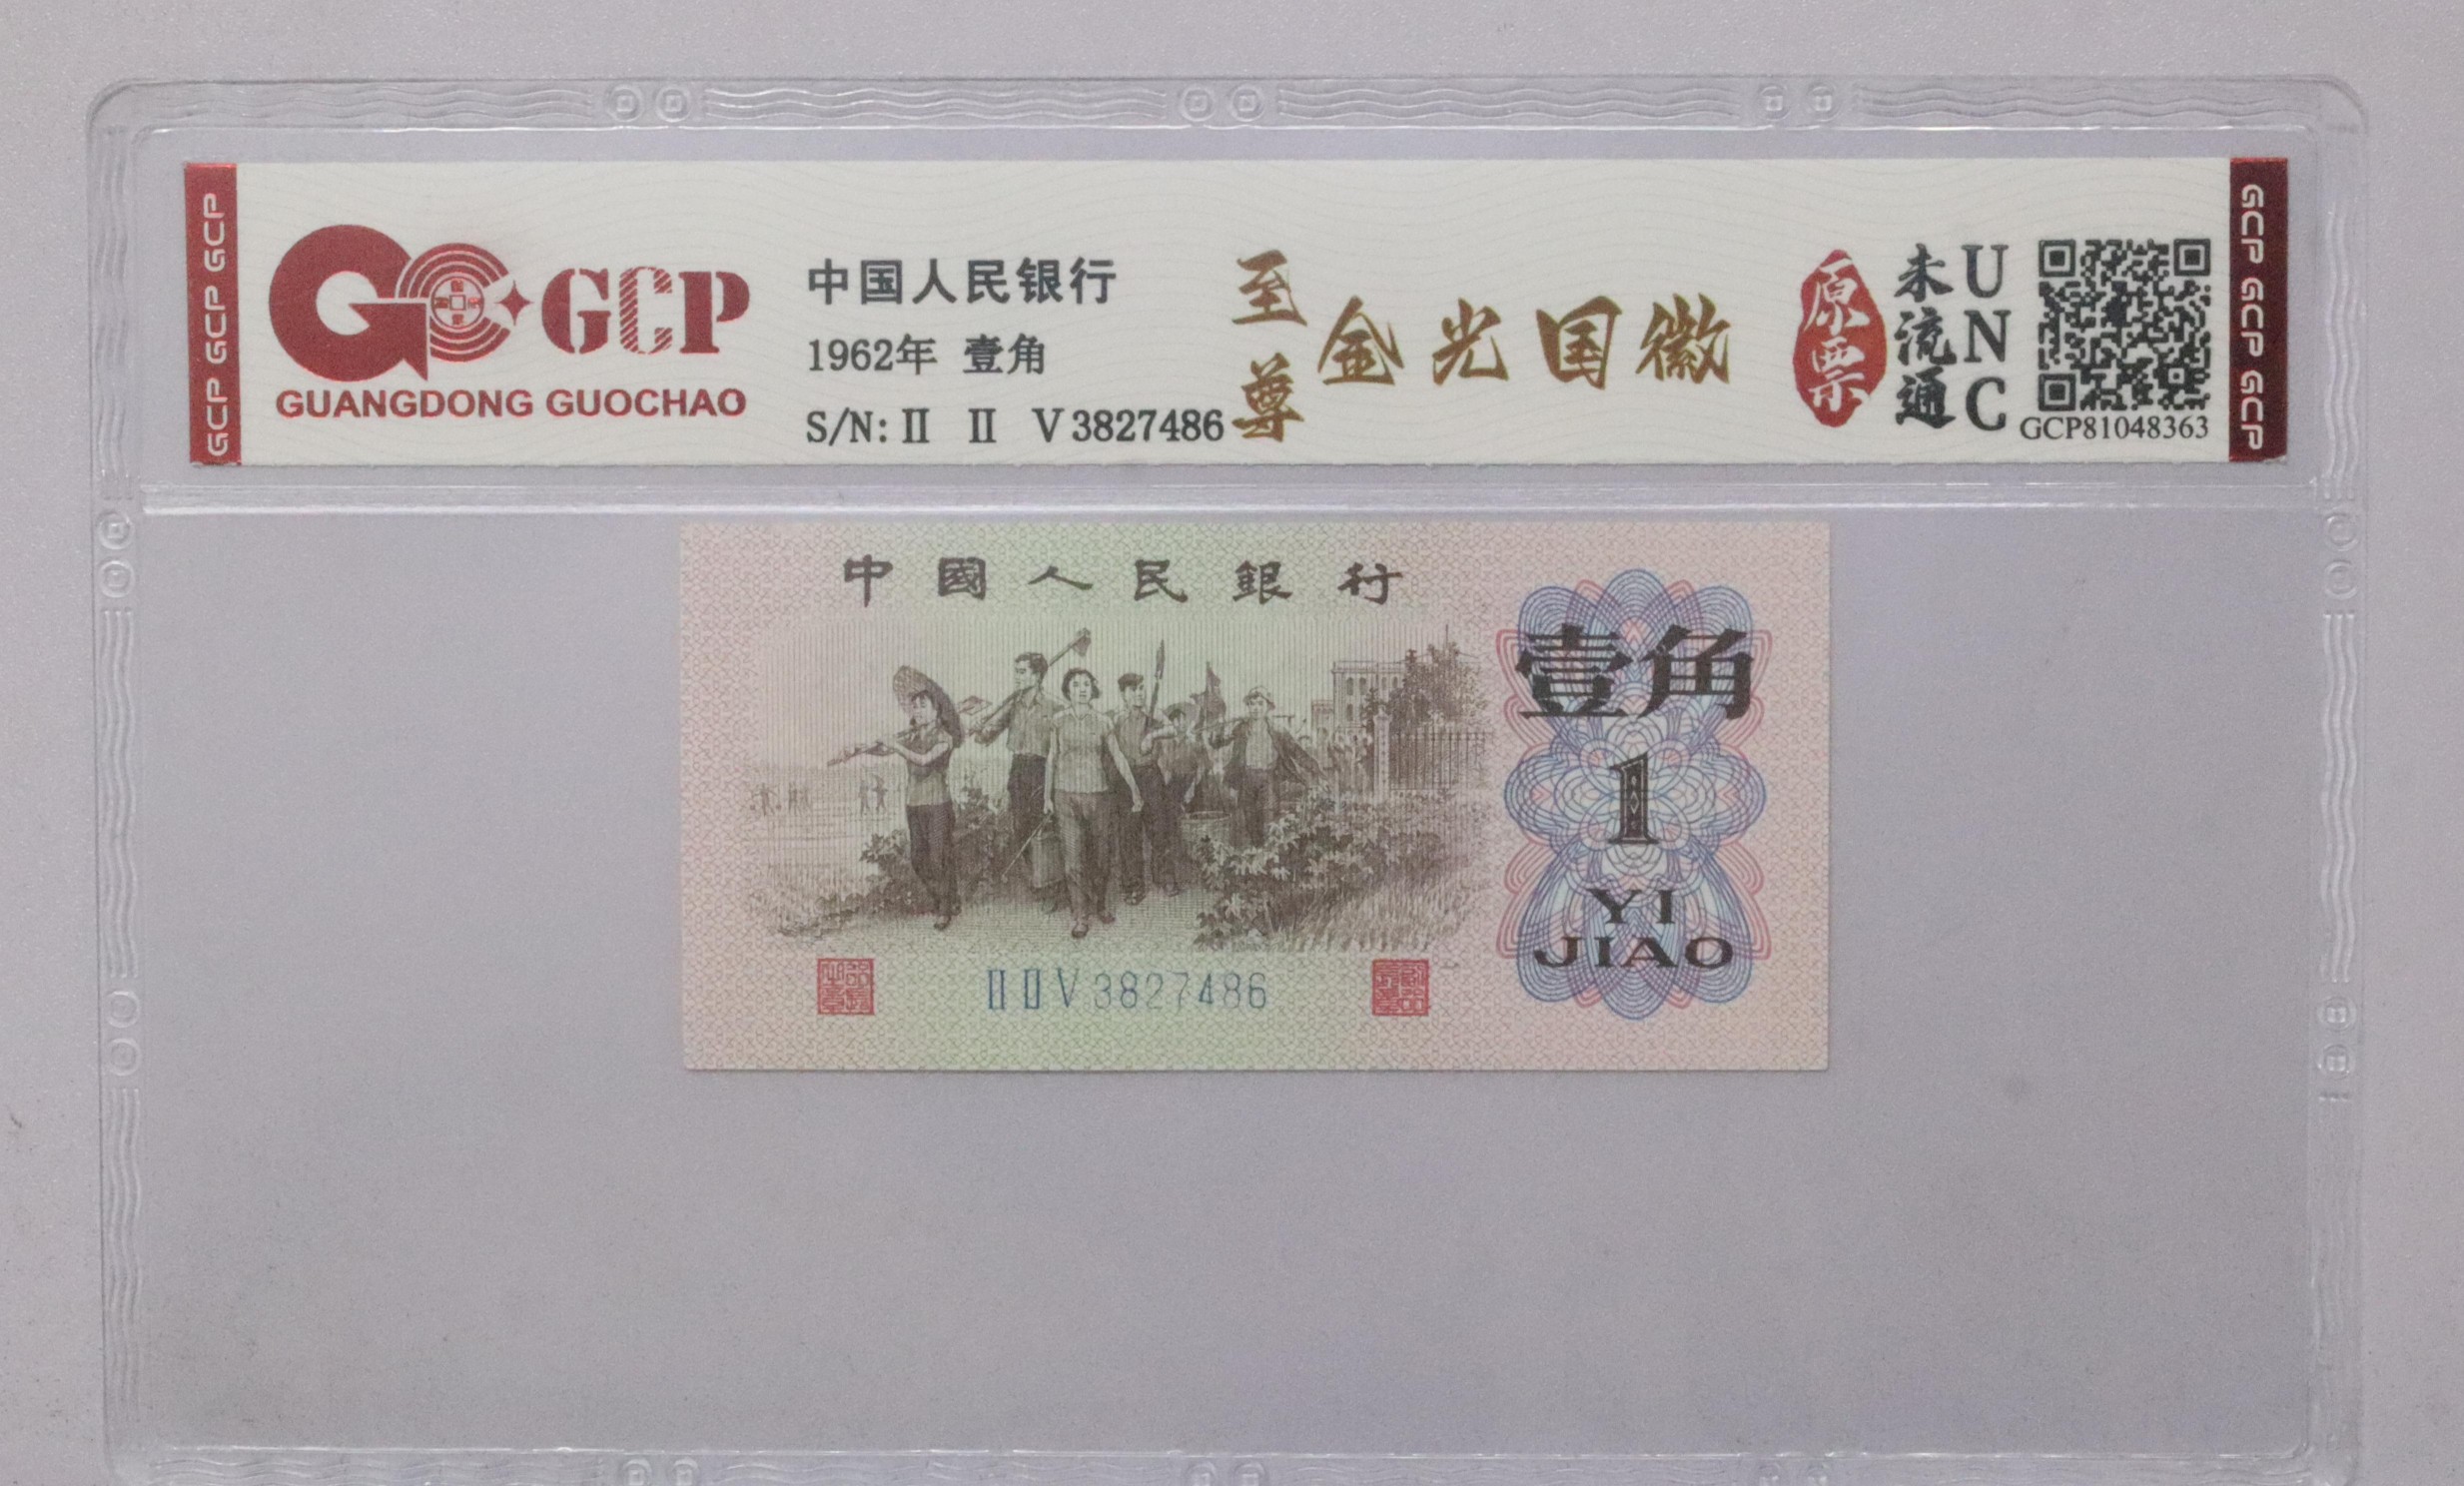 GCP GCP GCP
GCP
GUANGDONG GUOCHAO
中国人民银行
1962年 壹角
S/N: II II V 3827486
至尊
金光国徽
原票
未流通
UNC
GCP81048363
GCP GCP GCP
中國人民銀行
壹角
1
YI
JIAO
II II V 3827486